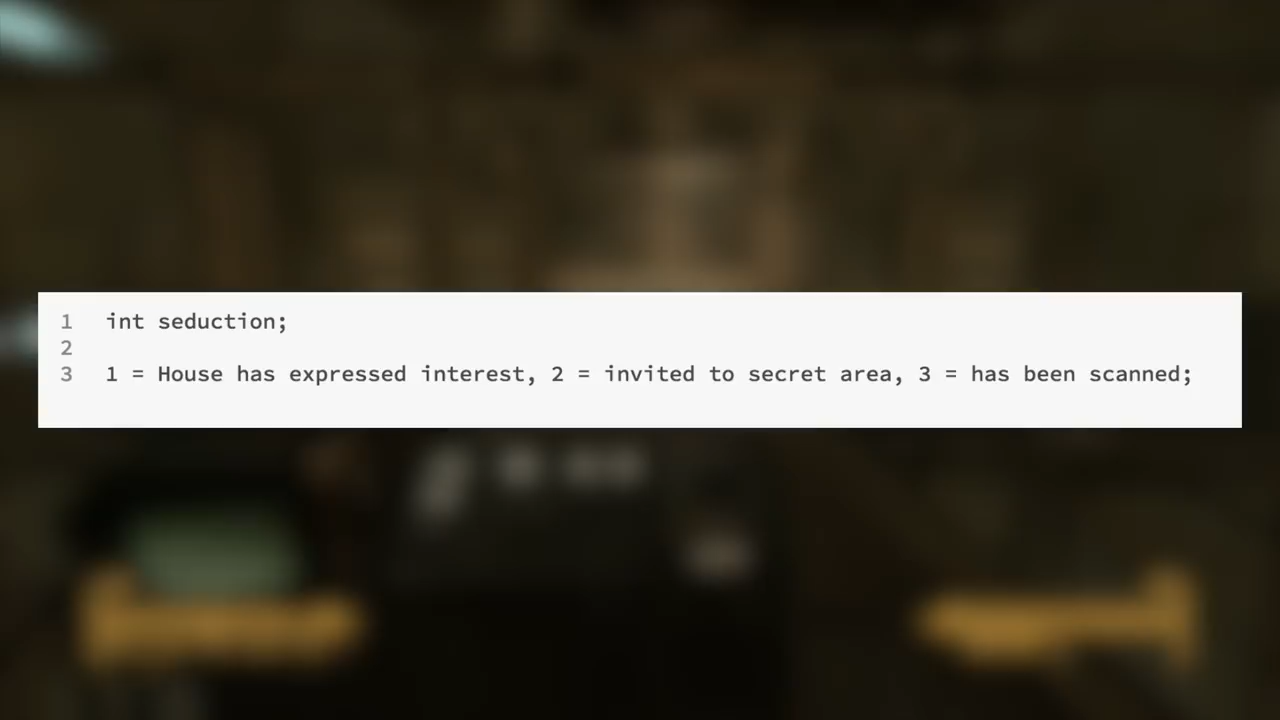 1 int seduction;
2
3 1 = House has expressed interest, 2 = invited to secret area, 3 = has been scanned;